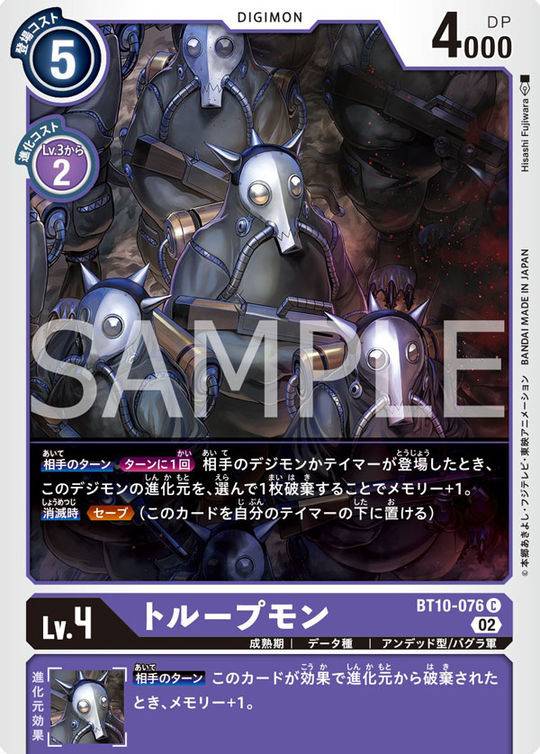 登場コスト
5
DIGIMON
DP
4000
進化コスト
Lv.3から
2
Hisashi Fujiwara
BANDAI MADE IN JAPAN
© 本郷あきよし・フジテレビ・東映アニメーション
SAMPLE
相手のターン ターンに1回 相手のデジモンかテイマーが登場したとき、
このデジモンの進化元を、選んで1枚破棄することでメモリー+1。
消滅時 セーブ (このカードを自分のテイマーの下に置ける)
Lv.4
トループモン
BT10-076 C
02
成熟期 | データ種 | アンデッド型/バグラ軍
進化元効果
相手のターン このカードが効果で進化元から破棄された
とき、メモリー+1。